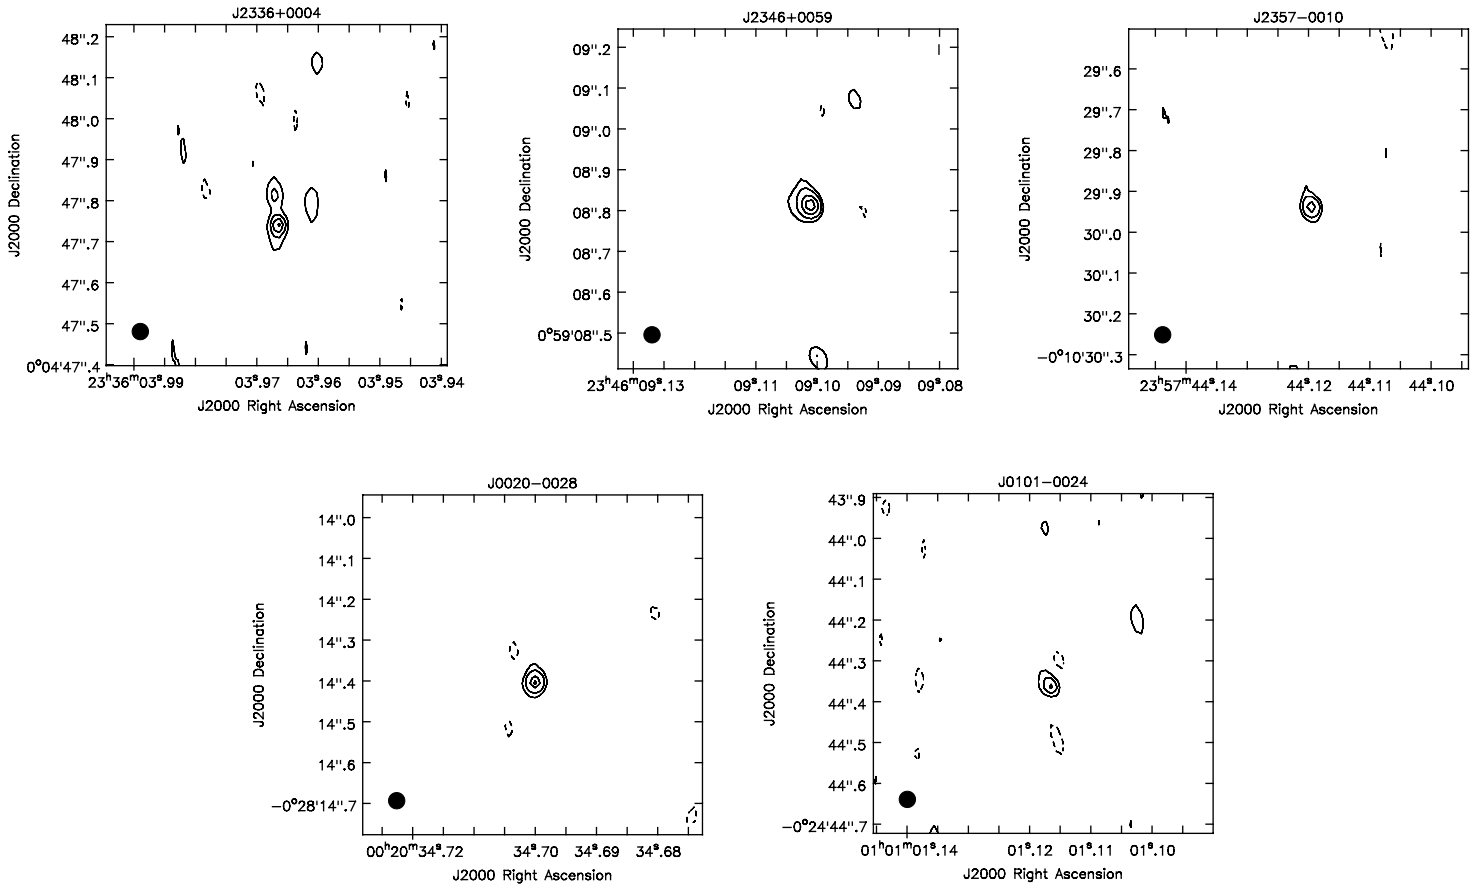 J2336+0004
48".2
48".1
48".0
47".9
47".8
47".7
47".6
47".5
0°04'47".4
J2000 Declination
23ʰ36ᵐ03ˢ.99 03ˢ.97 03ˢ.96 03ˢ.95 03ˢ.94
J2000 Right Ascension
J2346+0059
09".2
09".1
09".0
08".9
08".8
08".7
08".6
0°59'08".5
J2000 Declination
23ʰ46ᵐ09ˢ.13 09ˢ.11 09ˢ.10 09ˢ.09 09ˢ.08
J2000 Right Ascension
J2357−0010
29".6
29".7
29".8
29".9
30".0
30".1
30".2
−0°10'30".3
J2000 Declination
23ʰ57ᵐ44ˢ.14 44ˢ.12 44ˢ.11 44ˢ.10
J2000 Right Ascension
J0020−0028
14".0
14".1
14".2
14".3
14".4
14".5
14".6
−0°28'14".7
J2000 Declination
00ʰ20ᵐ34ˢ.72 34ˢ.70 34ˢ.69 34ˢ.68
J2000 Right Ascension
J0101−0024
43".9
44".0
44".1
44".2
44".3
44".4
44".5
44".6
−0°24'44".7
J2000 Declination
01ʰ01ᵐ01ˢ.14 01ˢ.12 01ˢ.11 01ˢ.10
J2000 Right Ascension